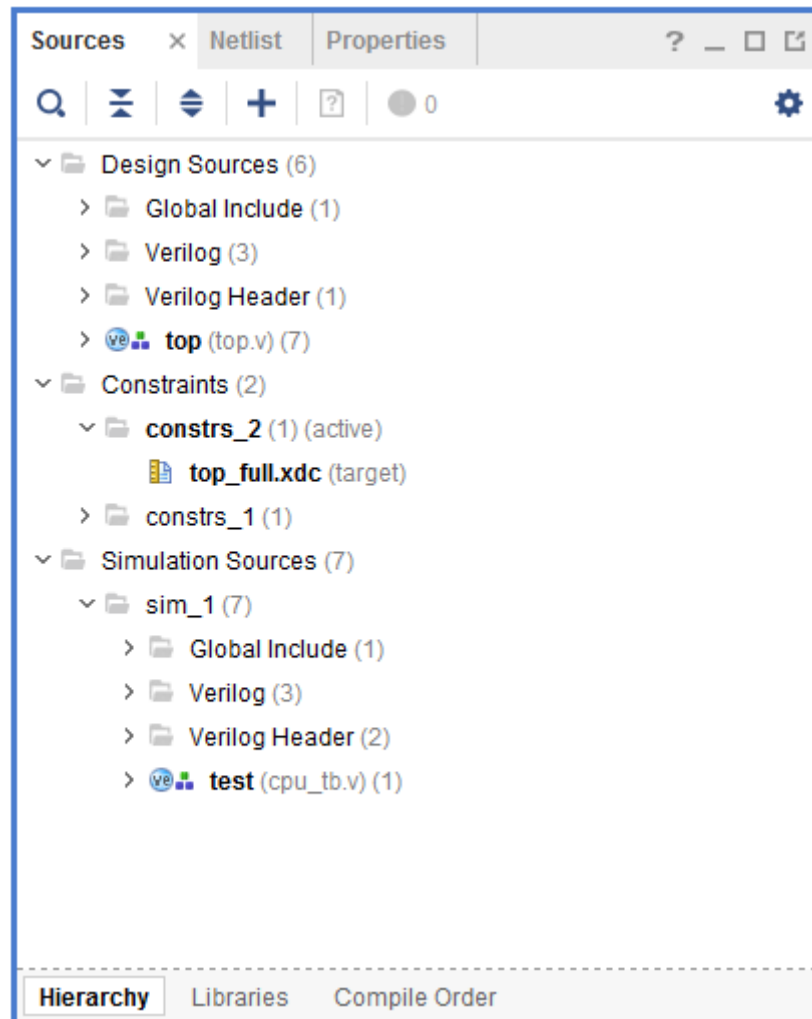 Sources × Netlist Properties ?
0
Design Sources (6)
Global Include (1)
Verilog (3)
Verilog Header (1)
ve top (top.v) (7)
Constraints (2)
constrs_2 (1) (active)
top_full.xdc (target)
constrs_1 (1)
Simulation Sources (7)
sim_1 (7)
Global Include (1)
Verilog (3)
Verilog Header (2)
ve test (cpu_tb.v) (1)
Hierarchy Libraries Compile Order